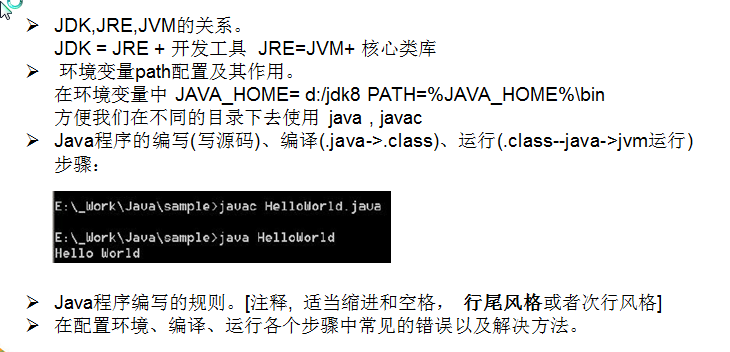 JDK,JRE,JVM的关系。
JDK = JRE + 开发工具 JRE=JVM+ 核心类库
环境变量path配置及其作用。
在环境变量中 JAVA_HOME= d:/jdk8 PATH=%JAVA_HOME%\bin
方便我们在不同的目录下去使用 java , javac
Java程序的编写(写源码)、编译(.java->.class)、运行(.class--java->jvm运行)
步骤：
E:\_Work\Java\sample>javac HelloWorld.java
E:\_Work\Java\sample>java HelloWorld
Hello World
Java程序编写的规则。[注释, 适当缩进和空格， 行尾风格或者次行风格]
在配置环境、编译、运行各个步骤中常见的错误以及解决方法。